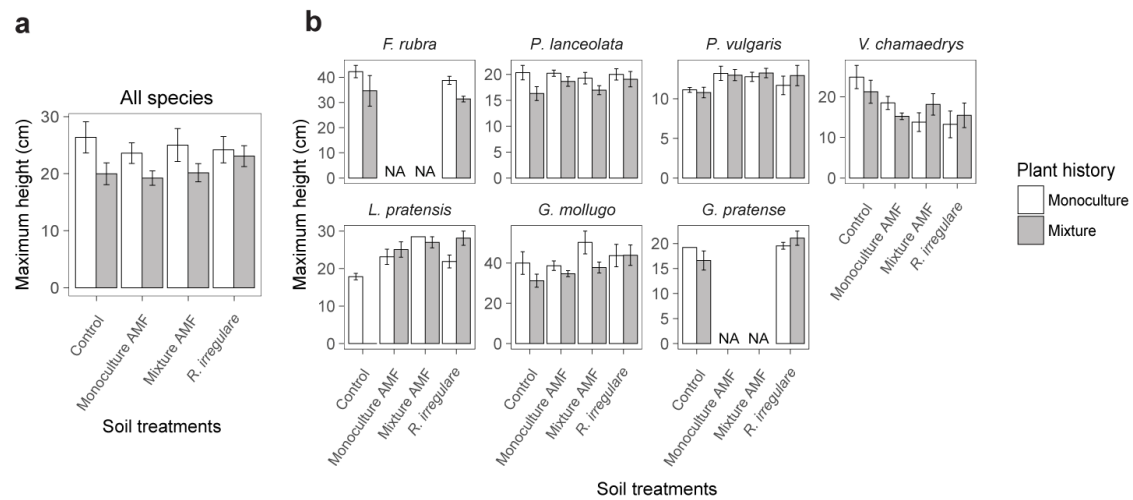 a
All species
Maximum height (cm)
30
20
10
0
Control
Monoculture AMF
Mixture AMF
R. irregulare
Soil treatments
b
F. rubra
P. lanceolata
P. vulgaris
V. chamaedrys
Maximum height (cm)
40
30
20
10
0
NA NA
20
15
10
5
0
10
5
0
20
10
0
Control
Monoculture AMF
Mixture AMF
R. irregulare
L. pratensis
G. mollugo
G. pratense
30
20
10
0
40
20
0
20
15
10
5
0
NA NA
Control
Monoculture AMF
Mixture AMF
R. irregulare
Control
Monoculture AMF
Mixture AMF
R. irregulare
Control
Monoculture AMF
Mixture AMF
R. irregulare
Soil treatments
Plant history
Monoculture
Mixture